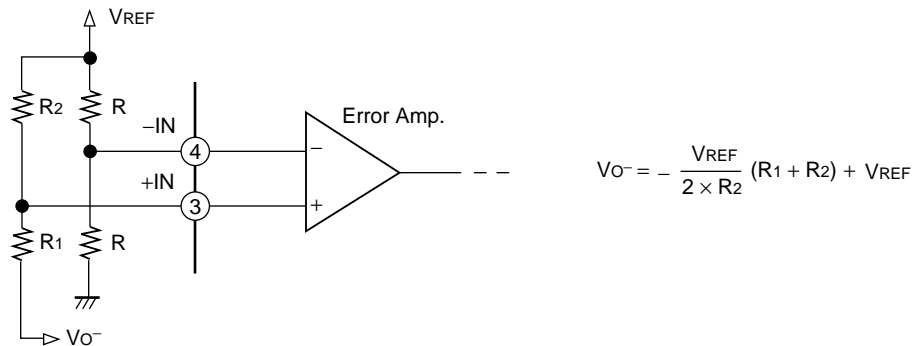 VREF
R2
R
−IN
4
Error Amp.
−
+IN
3
+
R1
R
VO−
VO− = − VREF / 2 × R2 (R1 + R2) + VREF